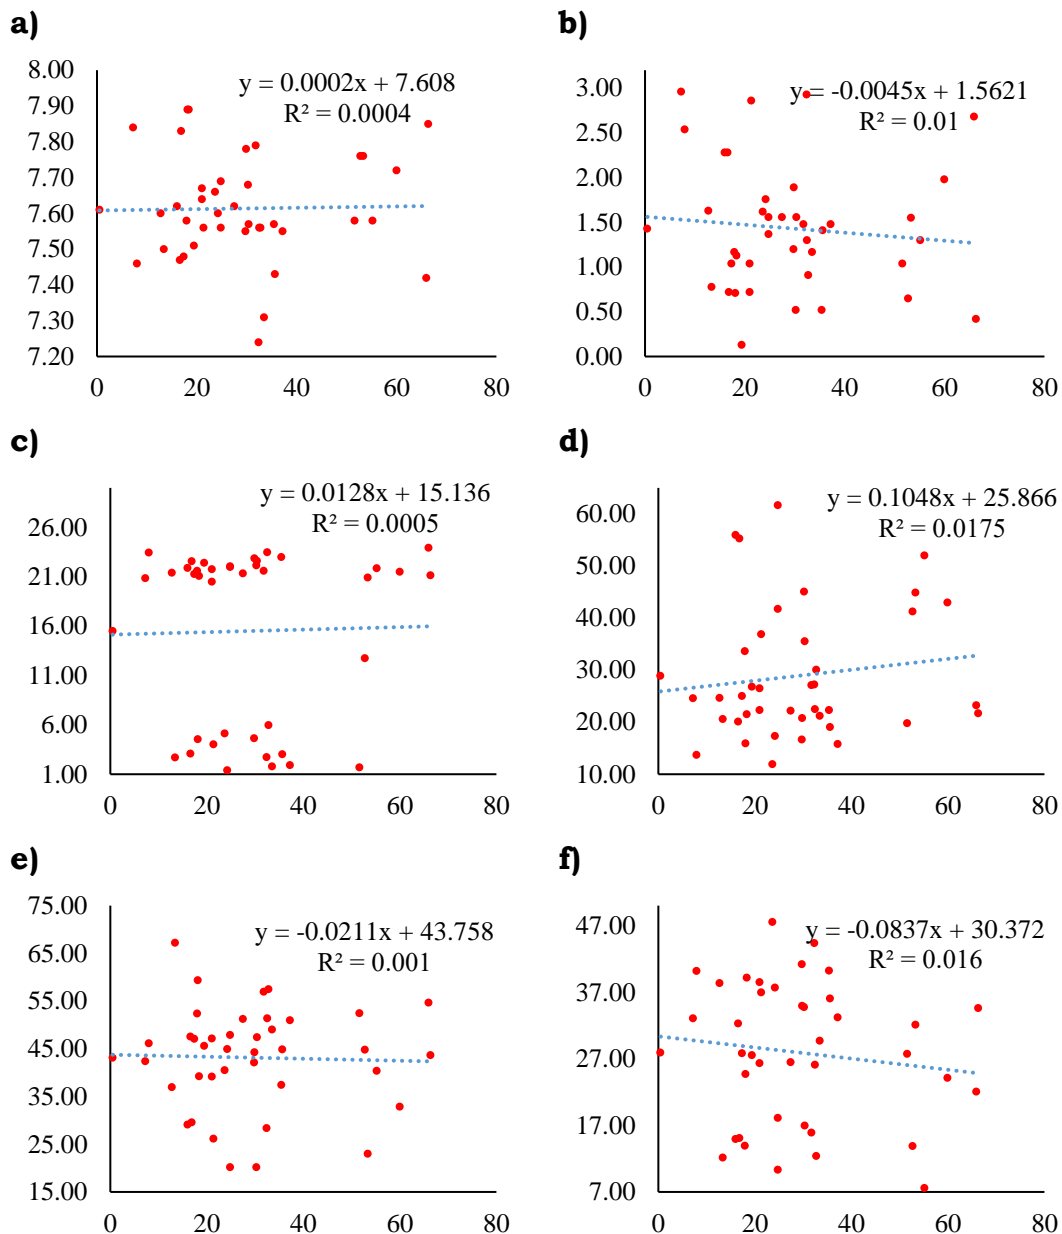 a)
y = 0.0002x + 7.608
R² = 0.0004
8.00
7.90
7.80
7.70
7.60
7.50
7.40
7.30
7.20
0 20 40 60 80
b)
y = -0.0045x + 1.5621
R² = 0.01
3.00
2.50
2.00
1.50
1.00
0.50
0.00
0 20 40 60 80
c)
y = 0.0128x + 15.136
R² = 0.0005
26.00
21.00
16.00
11.00
6.00
1.00
0 20 40 60 80
d)
y = 0.1048x + 25.866
R² = 0.0175
60.00
50.00
40.00
30.00
20.00
10.00
0 20 40 60 80
e)
y = -0.0211x + 43.758
R² = 0.001
75.00
65.00
55.00
45.00
35.00
25.00
15.00
0 20 40 60 80
f)
y = -0.0837x + 30.372
R² = 0.016
47.00
37.00
27.00
17.00
7.00
0 20 40 60 80